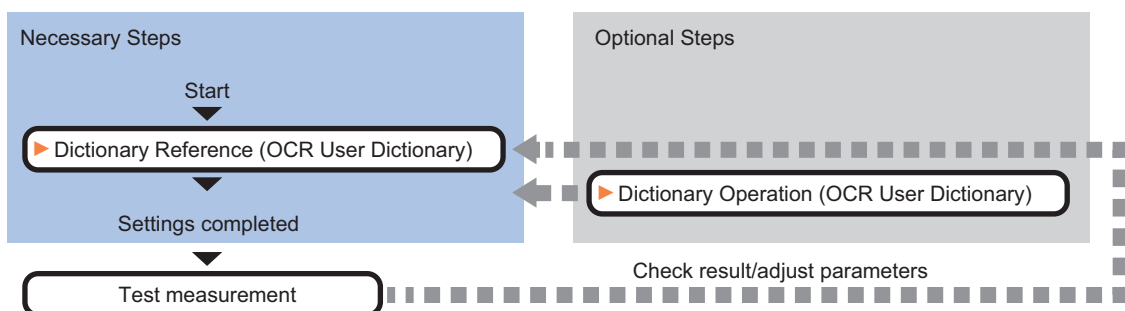 Necessary Steps
Optional Steps
Start
Dictionary Reference (OCR User Dictionary)
Dictionary Operation (OCR User Dictionary)
Settings completed
Check result/adjust parameters
Test measurement